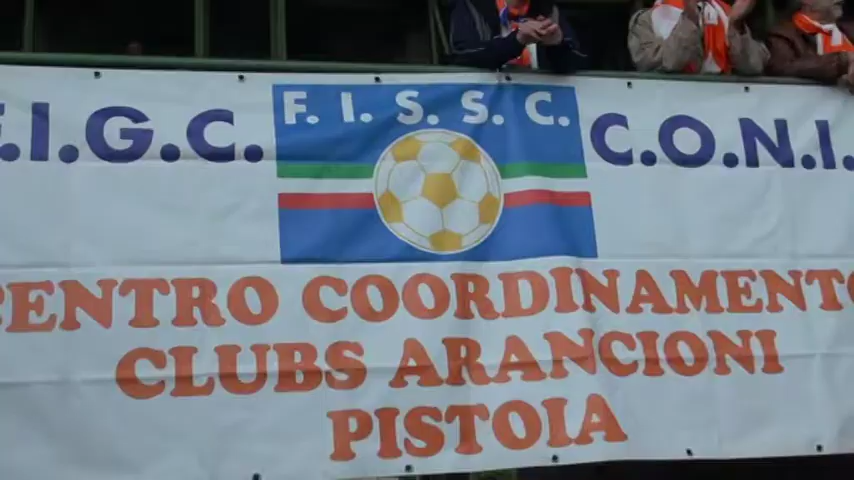 F.I.S.S.C.
.I.G.C. C.O.N.I.
CENTRO COORDINAMENTO
CLUBS ARANCIONI
PISTOIA